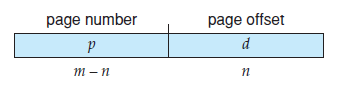 page number page offset
p d
m – n n